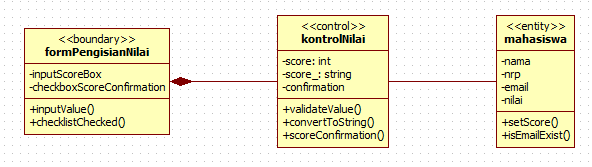 <<boundary>>
formPengisianNilai
-inputScoreBox
-checkboxScoreConfirmation
+inputValue()
+checklistChecked()
<<control>>
kontrolNilai
-score: int
-score_: string
-confirmation
+validateValue()
+convertToString()
+scoreConfirmation()
<<entity>>
mahasiswa
-nama
-nrp
-email
-nilai
+setScore()
+isEmailExist()